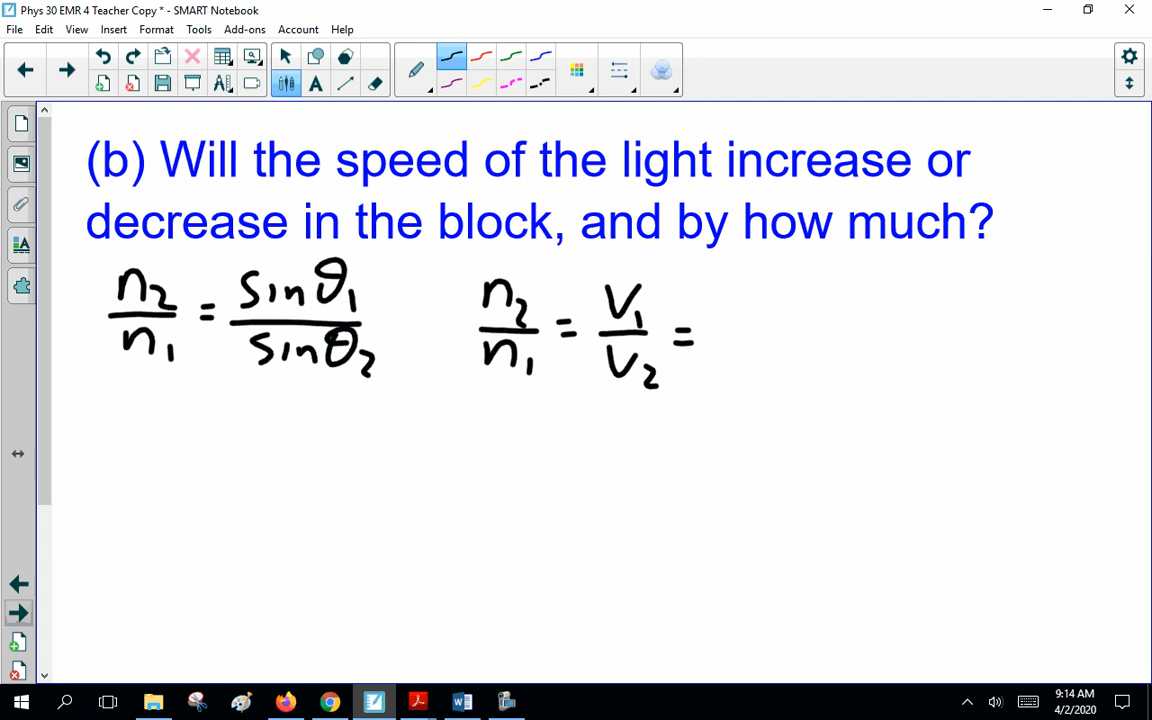 Phys 30 EMR 4 Teacher Copy * - SMART Notebook
File Edit View Insert Format Tools Add-ons Account Help
(b) Will the speed of the light increase or
decrease in the block, and by how much?
n₂/n₁ = sinθ₁/sinθ₂ n₂/n₁ = v₁/v₂ =
9:14 AM
4/2/2020